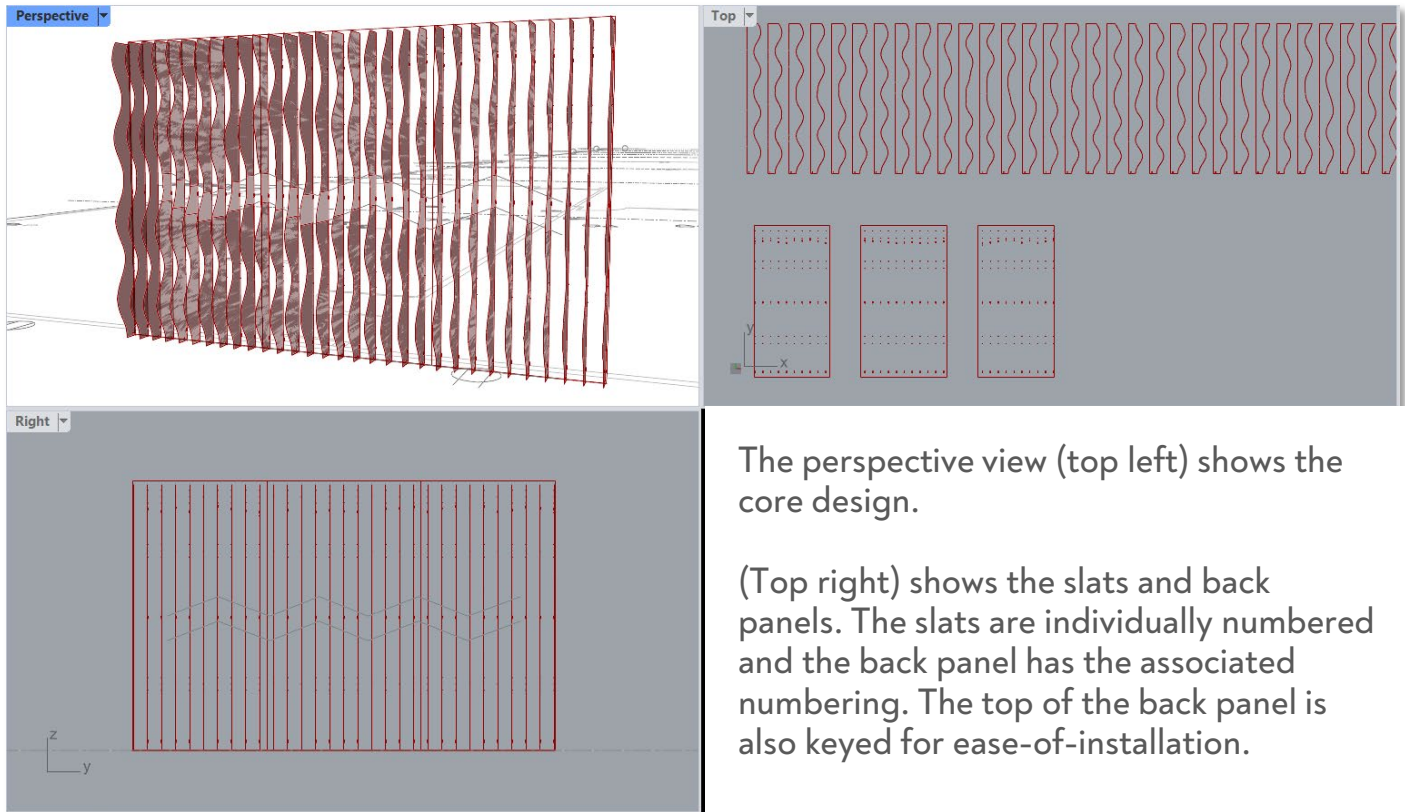 Perspective
Top
y
x
Right
z
y
The perspective view (top left) shows the
core design.
(Top right) shows the slats and back
panels. The slats are individually numbered
and the back panel has the associated
numbering. The top of the back panel is
also keyed for ease-of-installation.